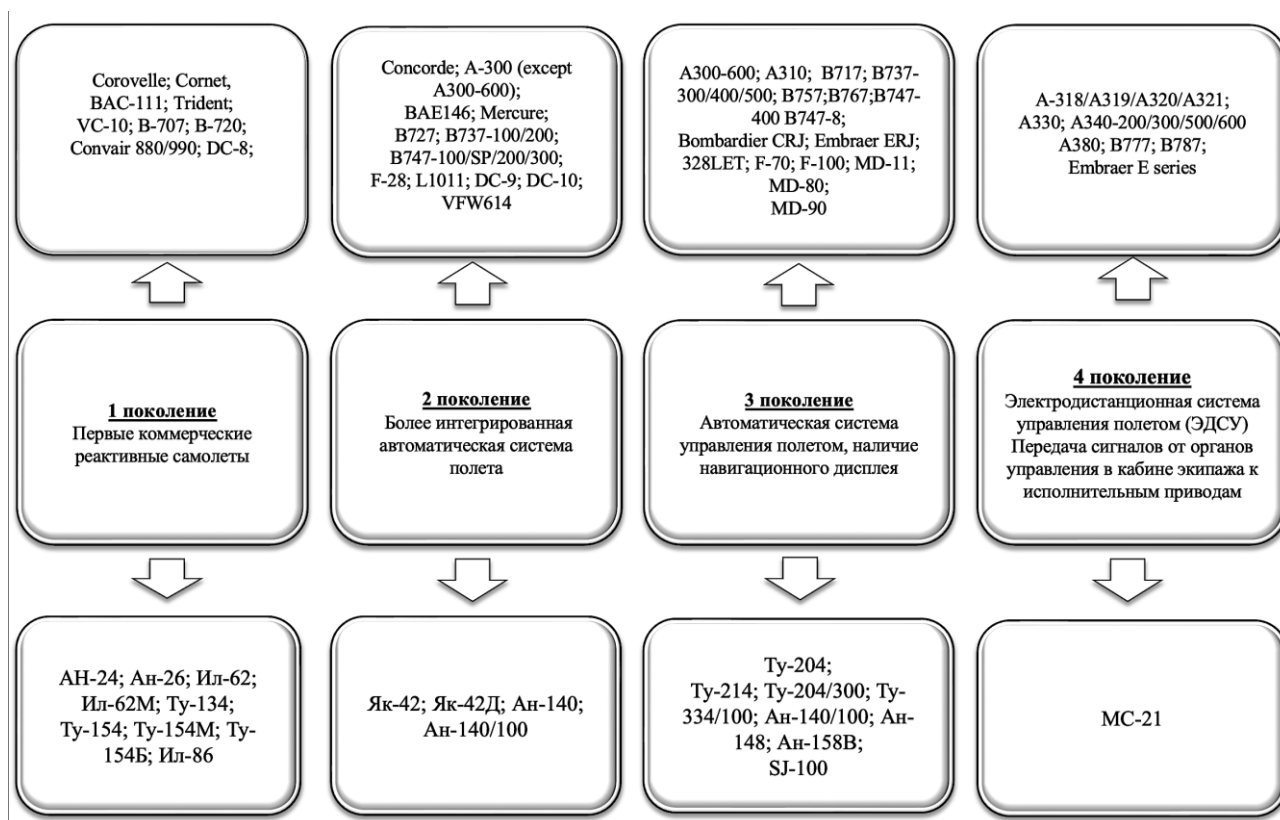 Corovelle; Cornet,
BAC-111; Trident;
VC-10; B-707; B-720;
Convair 880/990; DC-8;
Concorde; A-300 (except
A300-600);
BAE146; Mercure;
B727; B737-100/200;
B747-100/SP/200/300;
F-28; L1011; DC-9; DC-10;
VFW614
A300-600; A310; B717; B737-
300/400/500; B757;B767;B747-
400 B747-8;
Bombardier CRJ; Embraer ERJ;
328LET; F-70; F-100; MD-11;
MD-80;
MD-90
A-318/A319/A320/A321;
A330; A340-200/300/500/600
A380; B777; B787;
Embraer E series
1 поколение
Первые коммерческие
реактивные самолеты
2 поколение
Более интегрированная
автоматическая система
полета
3 поколение
Автоматическая система
управления полетом, наличие
навигационного дисплея
4 поколение
Электродистанционная система
управления полетом (ЭДСУ)
Передача сигналов от органов
управления в кабине экипажа к
исполнительным приводам
АН-24; Ан-26; Ил-62;
Ил-62М; Ту-134;
Ту-154; Ту-154М; Ту-
154Б; Ил-86
Як-42; Як-42Д; Ан-140;
Ан-140/100
Ту-204;
Ту-214; Ту-204/300; Ту-
334/100; Ан-140/100; Ан-
148; Ан-158В;
SJ-100
МС-21